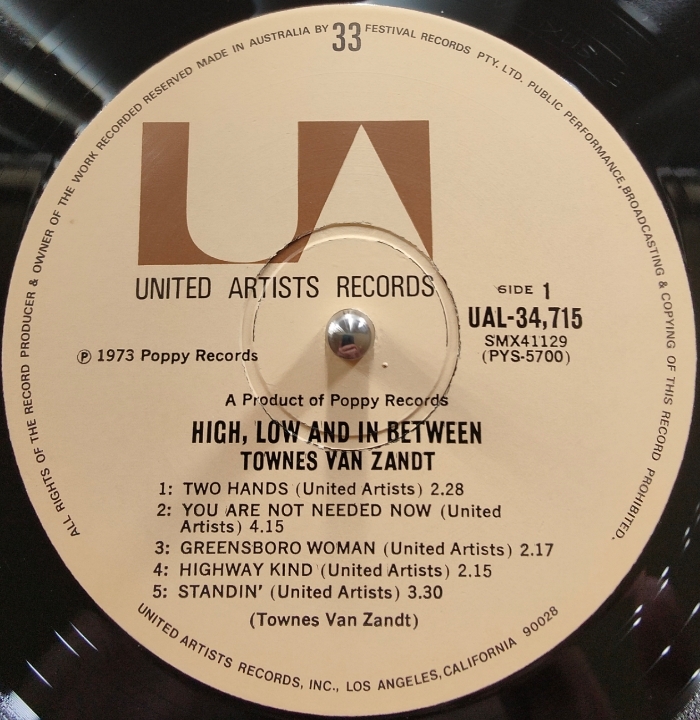 ALL RIGHTS OF THE RECORD PRODUCER & OWNER OF THE WORK RECORDED RESERVED MADE IN AUSTRALIA BY FESTIVAL RECORDS PTY. LTD. PUBLIC PERFORMANCE, BROADCASTING & COPYING OF THIS RECORD PROHIBITED.
33
UA
UNITED ARTISTS RECORDS
SIDE 1
UAL-34,715
SMX41129
(PYS-5700)
℗ 1973 Poppy Records
A Product of Poppy Records
HIGH, LOW AND IN BETWEEN
TOWNES VAN ZANDT
1: TWO HANDS (United Artists) 2.28
2: YOU ARE NOT NEEDED NOW (United
Artists) 4.15
3: GREENSBORO WOMAN (United Artists) 2.17
4: HIGHWAY KIND (United Artists) 2.15
5: STANDIN' (United Artists) 3.30
(Townes Van Zandt)
UNITED ARTISTS RECORDS, INC., LOS ANGELES, CALIFORNIA 90028